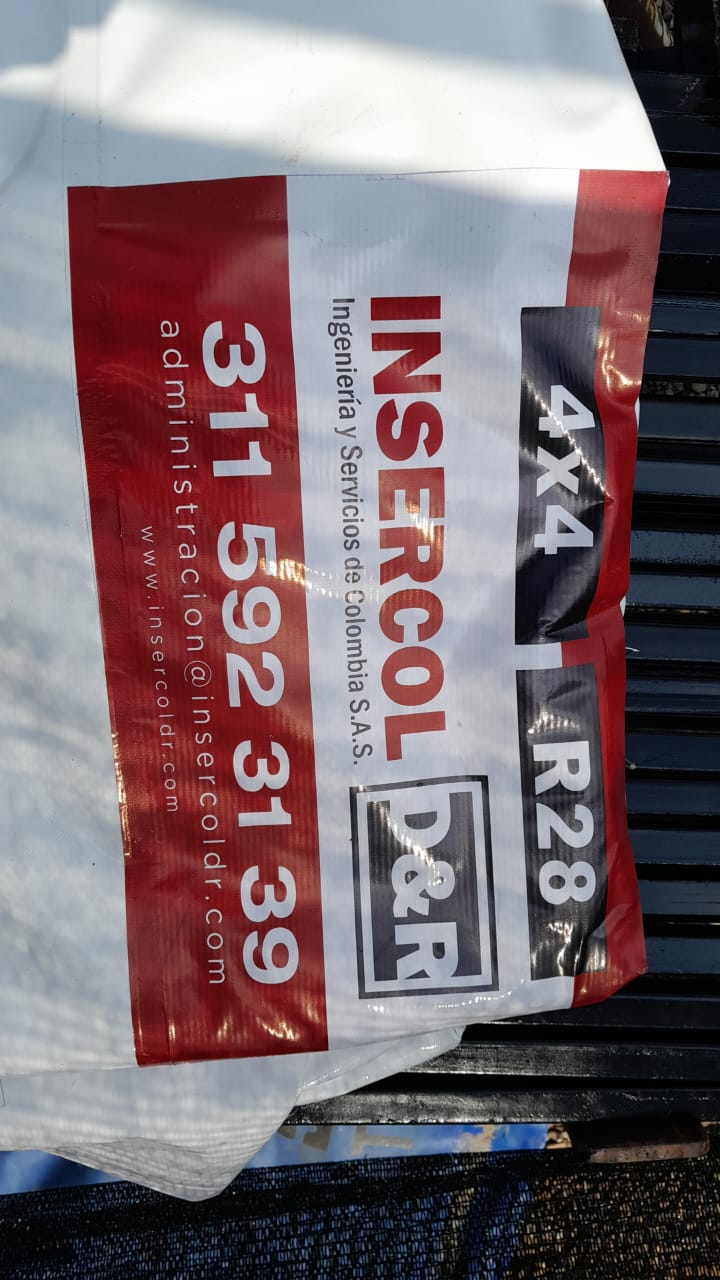 4X4 R28
INSERCOL D&R
Ingeniería y Servicios de Colombia S.A.S.
311 592 31 39
administracion@insercoldr.com
www.insercoldr.com